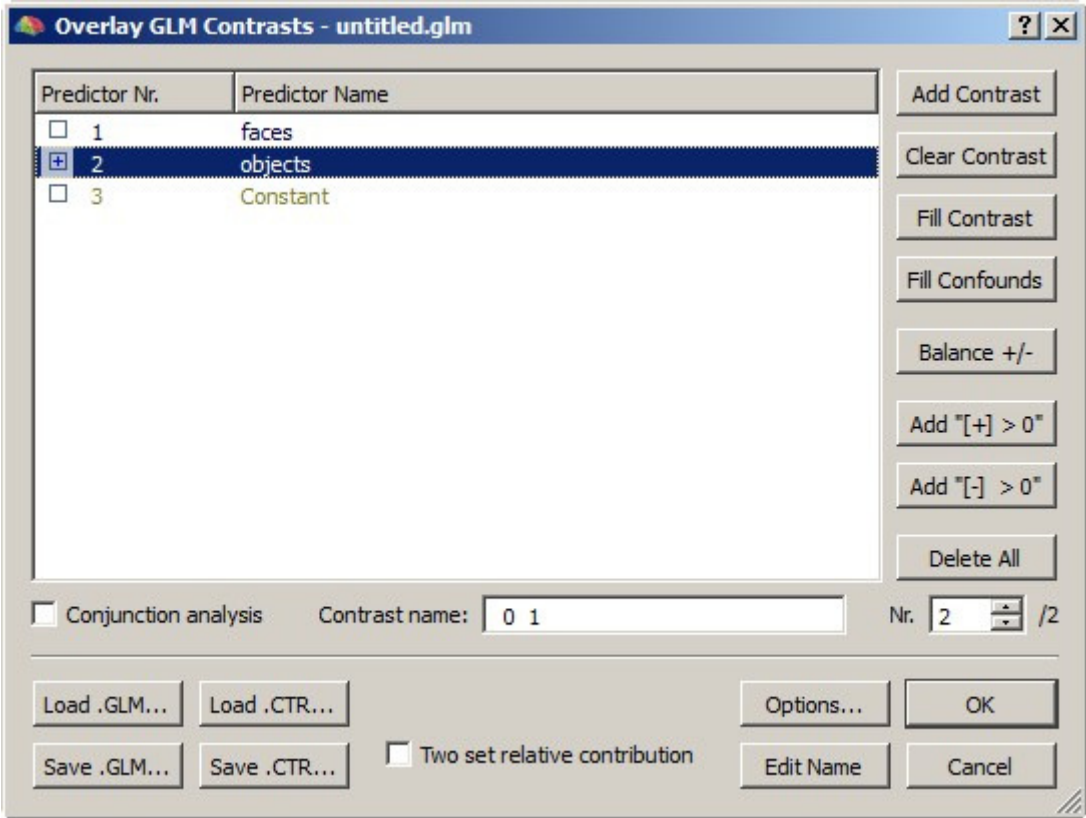 Overlay GLM Contrasts - untitled.glm
Predictor Nr. Predictor Name
1 faces
2 objects
3 Constant
Add Contrast
Clear Contrast
Fill Contrast
Fill Confounds
Balance +/-
Add "[+] > 0"
Add "[-] > 0"
Delete All
Conjunction analysis Contrast name: 0 1 Nr. 2 /2
Load .GLM... Load .CTR... Options... OK
Save .GLM... Save .CTR... Two set relative contribution Edit Name Cancel